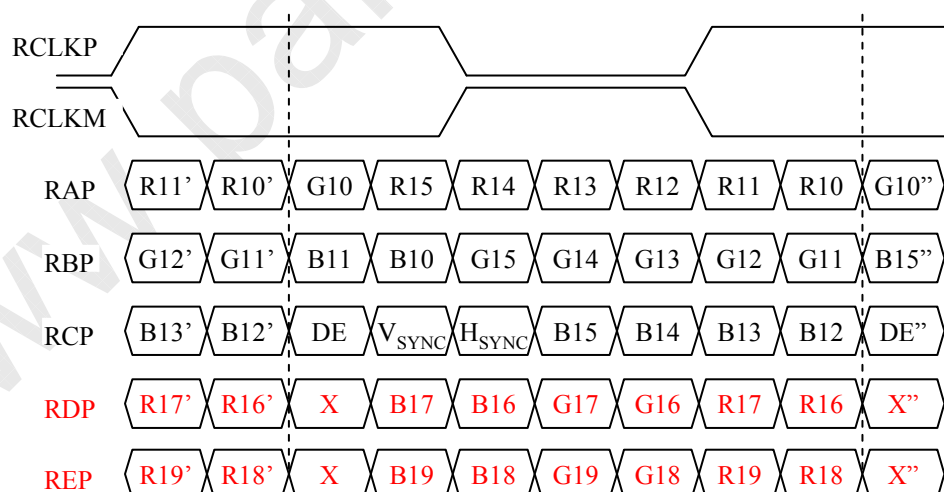 RCLKP
RCLKM
RAP R11’ R10’ G10 R15 R14 R13 R12 R11 R10 G10”
RBP G12’ G11’ B11 B10 G15 G14 G13 G12 G11 B15”
RCP B13’ B12’ DE VSYNC HSYNC B15 B14 B13 B12 DE”
RDP R17’ R16’ X B17 B16 G17 G16 R17 R16 X”
REP R19’ R18’ X B19 B18 G19 G18 R19 R18 X”
www.pa